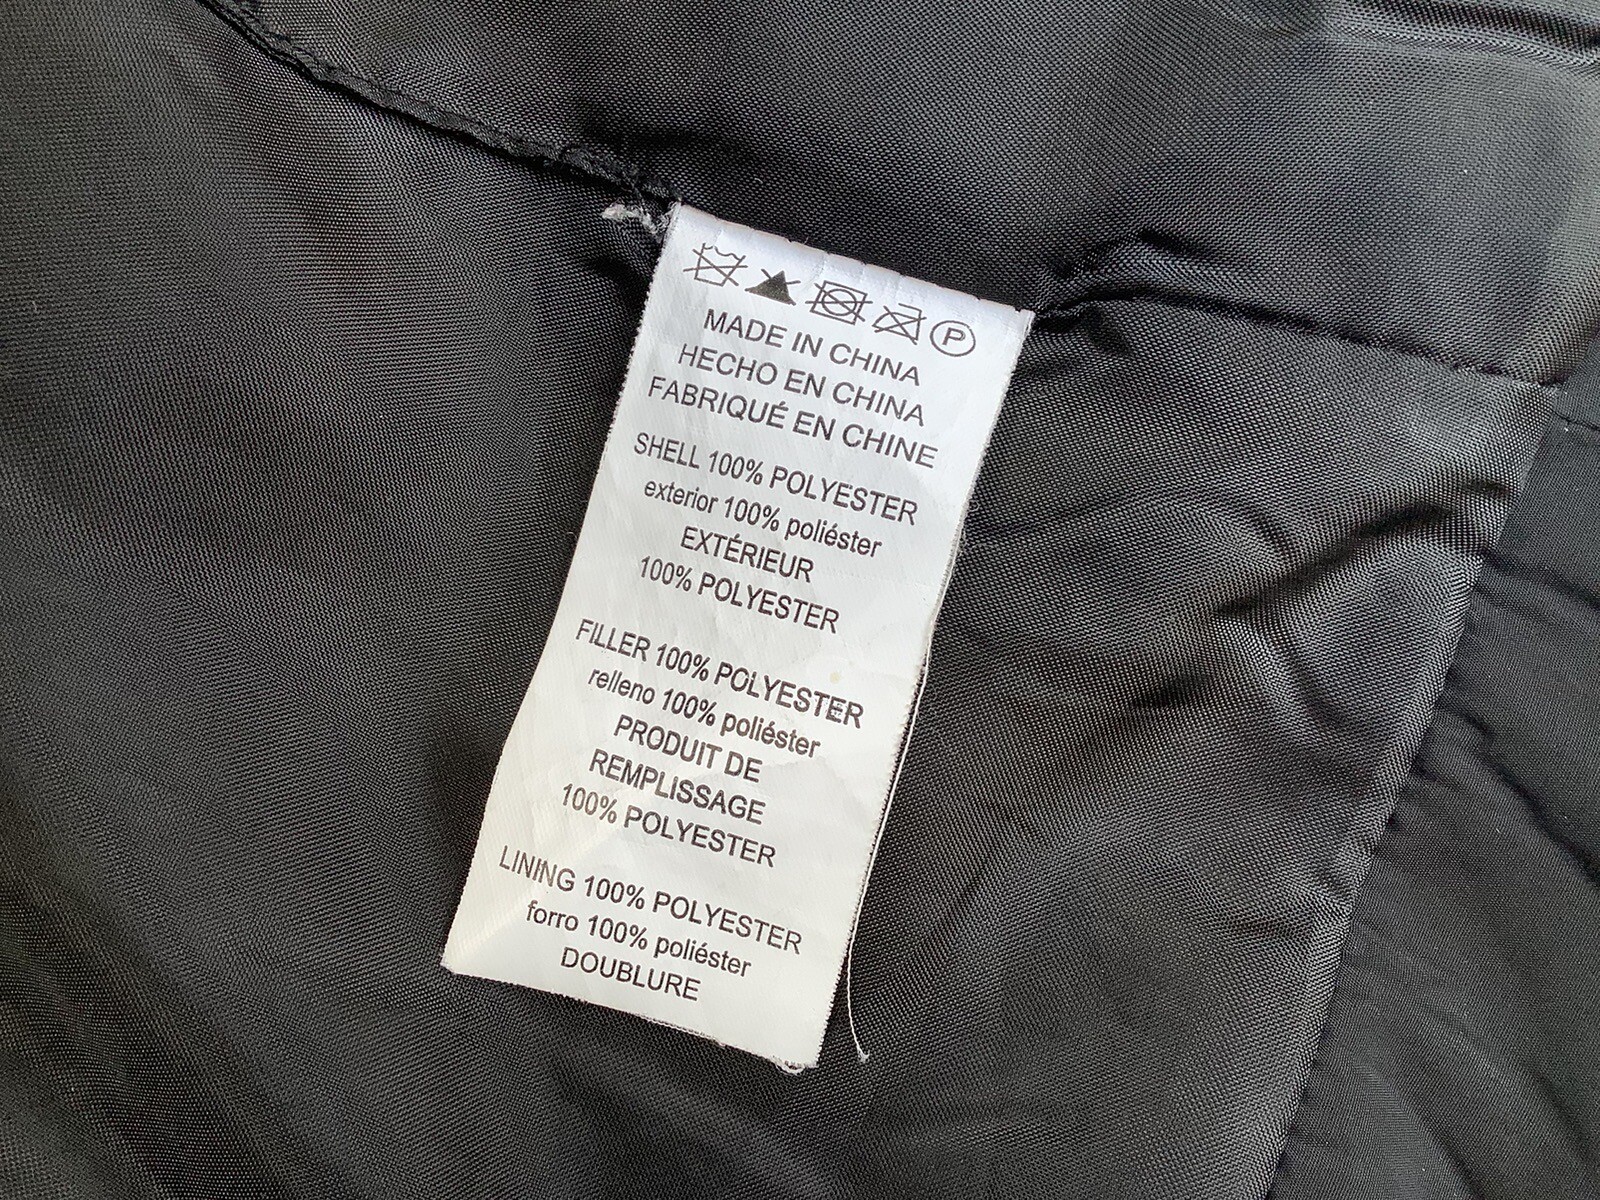 P
MADE IN CHINA
HECHO EN CHINA
FABRIQUÉ EN CHINE
SHELL 100% POLYESTER
exterior 100% poliéster
EXTÉRIEUR
100% POLYESTER
FILLER 100% POLYESTER
relleno 100% poliéster
PRODUIT DE
REMPLISSAGE
100% POLYESTER
LINING 100% POLYESTER
forro 100% poliéster
DOUBLURE